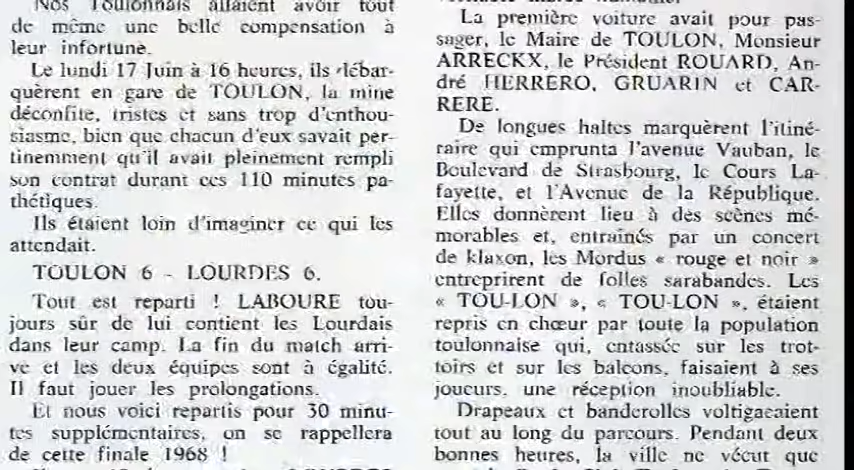 Nos Toulonnais allaient avoir tout
de même une belle compensation à
leur infortune.
Le lundi 17 Juin à 16 heures, ils débar-
quèrent en gare de TOULON, la mine
déconfite, tristes et sans trop d'enthou-
siasme, bien que chacun d'eux savait per-
tinemment qu'il avait pleinement rempli
son contrat durant ces 110 minutes pa-
thétiques.
Ils étaient loin d'imaginer ce qui les
attendait.
TOULON 6 - LOURDES 6.
Tout est reparti ! LABOURE tou-
jours sûr de lui contient les Lourdais
dans leur camp. La fin du match arri-
ve et les deux équipes sont à égalité.
Il faut jouer les prolongations.
Et nous voici repartis pour 30 minu-
tes supplémentaires, on se rappellera
de cette finale 1968 !
La première voiture avait pour pas-
sager, le Maire de TOULON, Monsieur
ARRECKX, le Président ROUARD, An-
dré HERRERO, GRUARIN et CAR-
RERE.
De longues haltes marquèrent l'itiné-
raire qui emprunta l'avenue Vauban, le
Boulevard de Strasbourg, le Cours La-
fayette, et l'Avenue de la République.
Elles donnèrent lieu à des scènes mé-
morables et, entraînés par un concert
de klaxon, les Mordus « rouge et noir »
entreprirent de folles sarabandes. Les
« TOU-LON », « TOU-LON », étaient
repris en chœur par toute la population
toulonnaise qui, entassée sur les trot-
toirs et sur les balcons, faisaient à ses
joueurs, une réception inoubliable.
Drapeaux et banderolles voltigeaient
tout au long du parcours. Pendant deux
bonnes heures, la ville ne vécut que